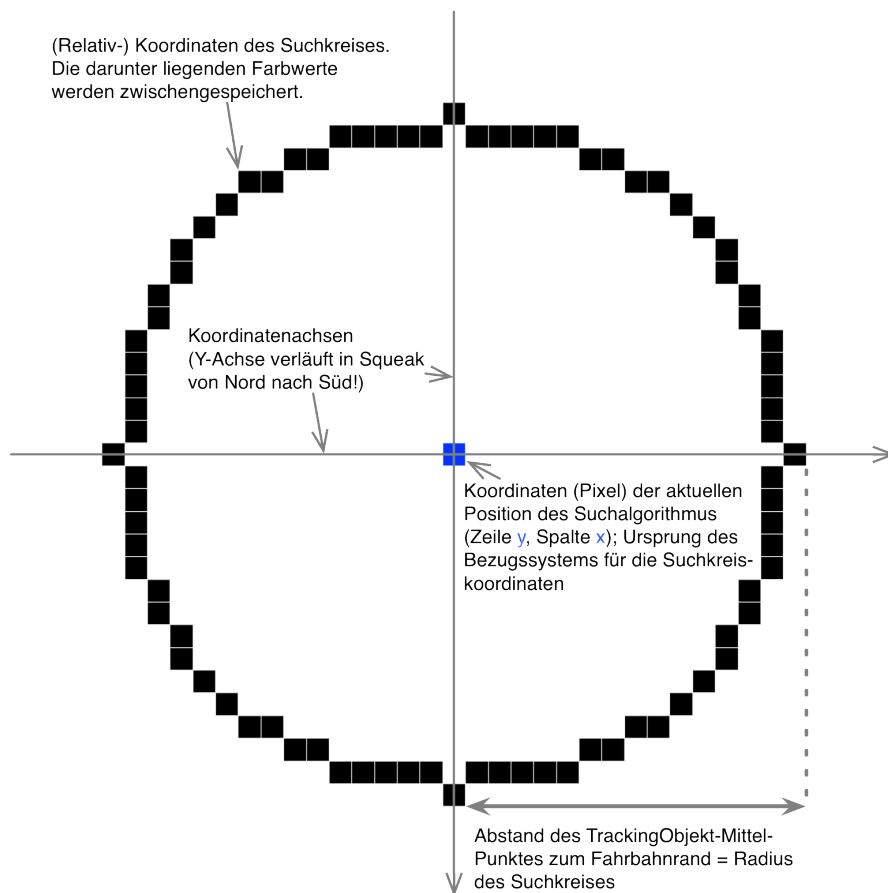 (Relativ-) Koordinaten des Suchkreises.
Die darunter liegenden Farbwerte
werden zwischengespeichert.
Koordinatenachsen
(Y-Achse verläuft in Squeak
von Nord nach Süd!)
Koordinaten (Pixel) der aktuellen
Position des Suchalgorithmus
(Zeile y, Spalte x); Ursprung des
Bezugssystems für die Suchkreis-
koordinaten
Abstand des TrackingObjekt-Mittel-
Punktes zum Fahrbahnrand = Radius
des Suchkreises